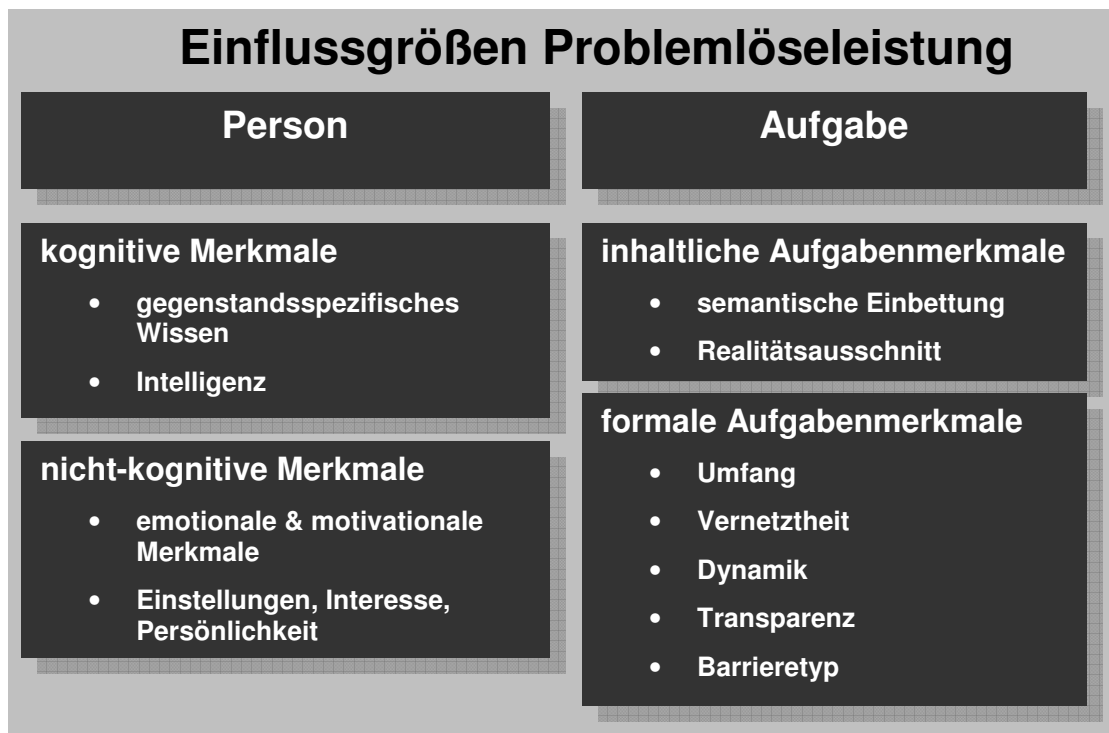 Einflussgrößen Problemlöseleistung
Person
kognitive Merkmale
• gegenstandsspezifisches
Wissen
• Intelligenz
nicht-kognitive Merkmale
• emotionale & motivationale
Merkmale
• Einstellungen, Interesse,
Persönlichkeit
Aufgabe
inhaltliche Aufgabenmerkmale
• semantische Einbettung
• Realitätsausschnitt
formale Aufgabenmerkmale
• Umfang
• Vernetztheit
• Dynamik
• Transparenz
• Barrieretyp